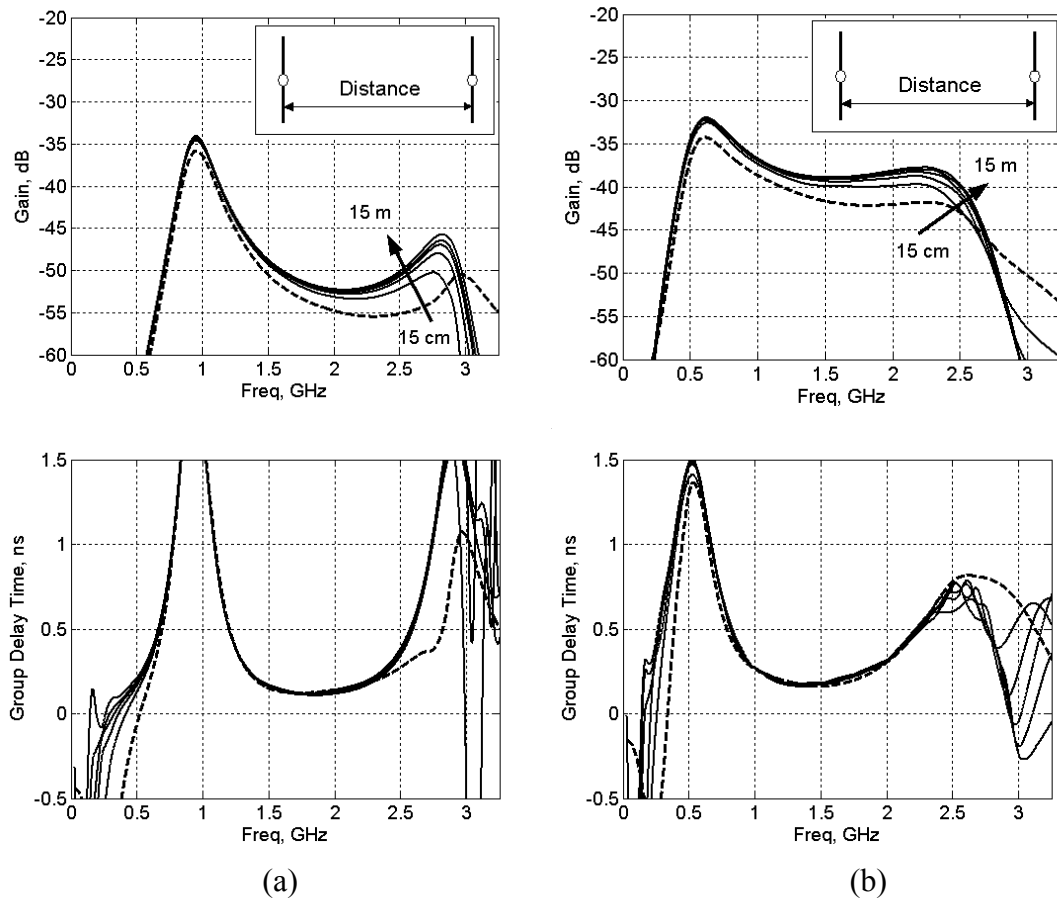 -20
-25
-30
-35
-40
-45
-50
-55
-60
Gain, dB
Distance
15 m
15 cm
0 0.5 1 1.5 2 2.5 3
Freq, GHz
-20
-25
-30
-35
-40
-45
-50
-55
-60
Gain, dB
Distance
15 m
15 cm
0 0.5 1 1.5 2 2.5 3
Freq, GHz
1.5
1
0.5
0
-0.5
Group Delay Time, ns
0 0.5 1 1.5 2 2.5 3
Freq, GHz
1.5
1
0.5
0
-0.5
Group Delay Time, ns
0 0.5 1 1.5 2 2.5 3
Freq, GHz
(a)
(b)